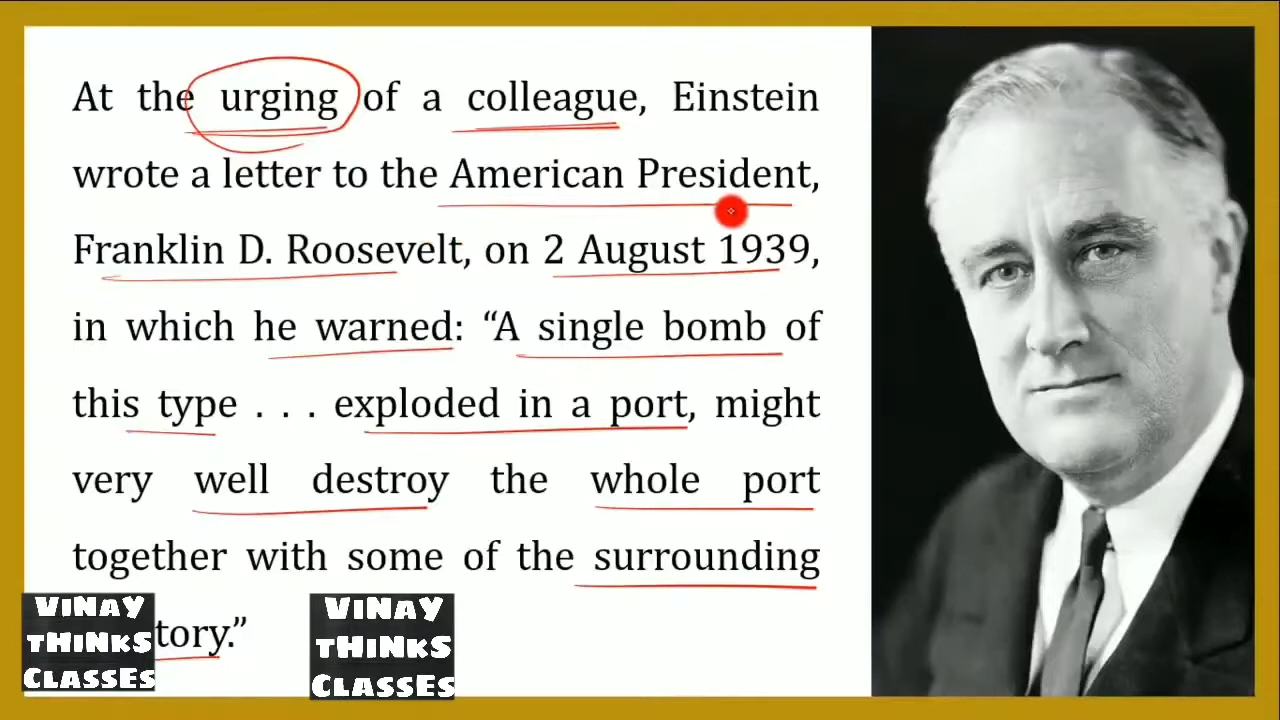 At the urging of a colleague, Einstein
wrote a letter to the American President,
Franklin D. Roosevelt, on 2 August 1939,
in which he warned: “A single bomb of
this type . . . exploded in a port, might
very well destroy the whole port
together with some of the surrounding
tory.”
VINAY
THINKS
CLASSES
VINAY
THINKS
CLASSES